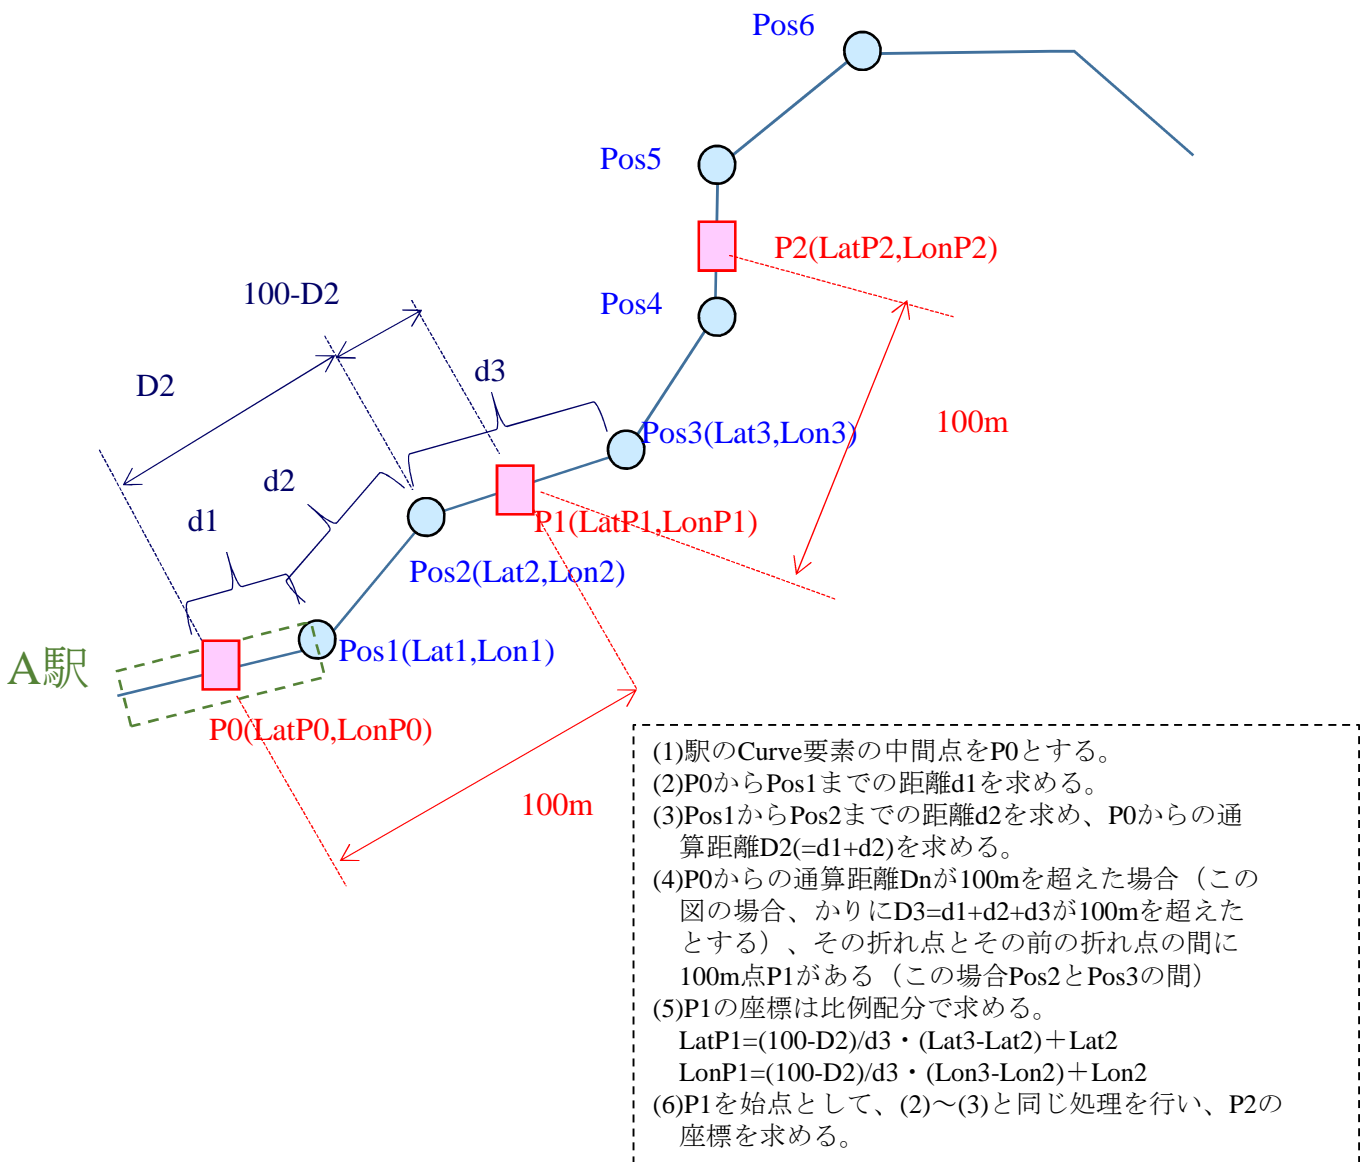 Pos6
Pos5
P2(LatP2,LonP2)
100-D2
Pos4
D2
d3
100m
Pos3(Lat3,Lon3)
d2
d1
P1(LatP1,LonP1)
Pos2(Lat2,Lon2)
Pos1(Lat1,Lon1)
A駅
P0(LatP0,LonP0)
100m
(1)駅のCurve要素の中間点をP0とする。
(2)P0からPos1までの距離d1を求める。
(3)Pos1からPos2までの距離d2を求め、P0からの通
算距離D2(=d1+d2)を求める。
(4)P0からの通算距離Dnが100mを超えた場合（この
図の場合、かりにD3=d1+d2+d3が100mを超えた
とする）、その折れ点とその前の折れ点の間に
100m点P1がある（この場合Pos2とPos3の間）
(5)P1の座標は比例配分で求める。
LatP1=(100-D2)/d3・(Lat3-Lat2)＋Lat2
LonP1=(100-D2)/d3・(Lon3-Lon2)＋Lon2
(6)P1を始点として、(2)～(3)と同じ処理を行い、P2の
座標を求める。